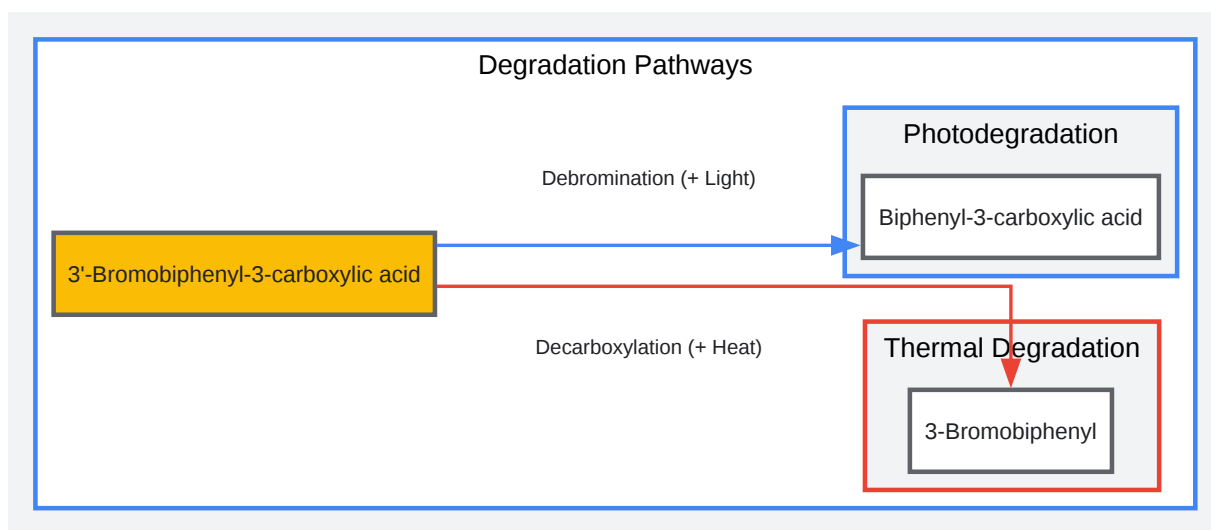 Degradation Pathways
Photodegradation
Debromination (+ Light)
Biphenyl-3-carboxylic acid
3'-Bromobiphenyl-3-carboxylic acid
Decarboxylation (+ Heat)
Thermal Degradation
3-Bromobiphenyl